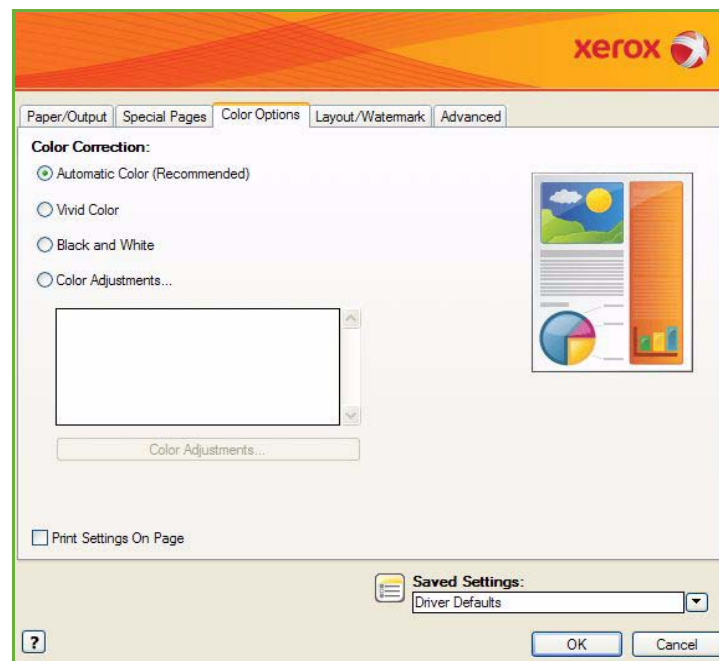 xerox
Paper/Output Special Pages Color Options Layout/Watermark Advanced
Color Correction:
Automatic Color (Recommended)
Vivid Color
Black and White
Color Adjustments...
Color Adjustments...
Print Settings On Page
Saved Settings:
Driver Defaults
?
OK Cancel